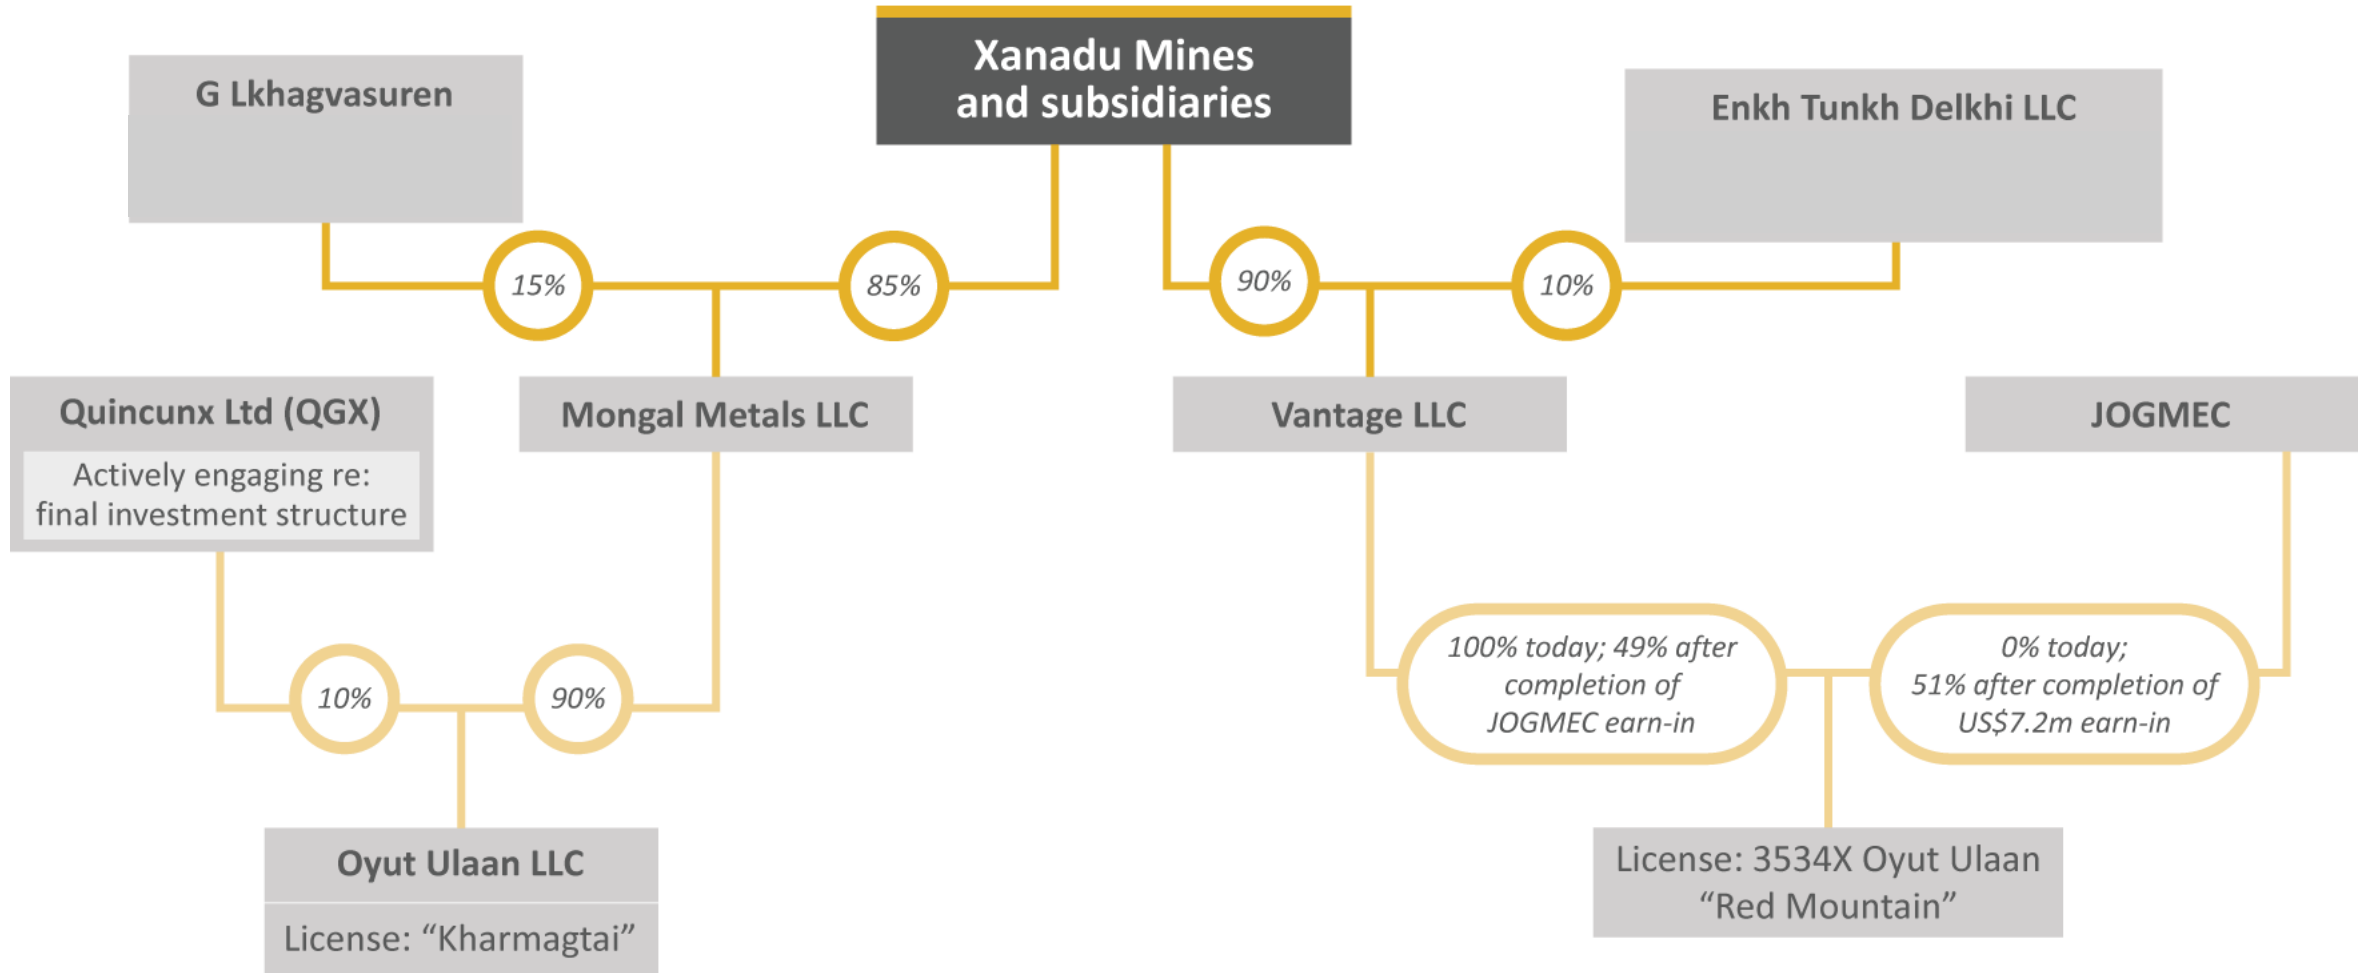 Xanadu Mines
and subsidiaries
G Lkhagvasuren
Enkh Tunkh Delkhi LLC
15%
85%
90%
10%
Quincunx Ltd (QGX)
Actively engaging re:
final investment structure
Mongal Metals LLC
Vantage LLC
JOGMEC
10%
90%
100% today; 49% after
completion of
JOGMEC earn-in
0% today;
51% after completion of
US$7.2m earn-in
Oyut Ulaan LLC
License: “Kharmagtai”
License: 3534X Oyut Ulaan
“Red Mountain”